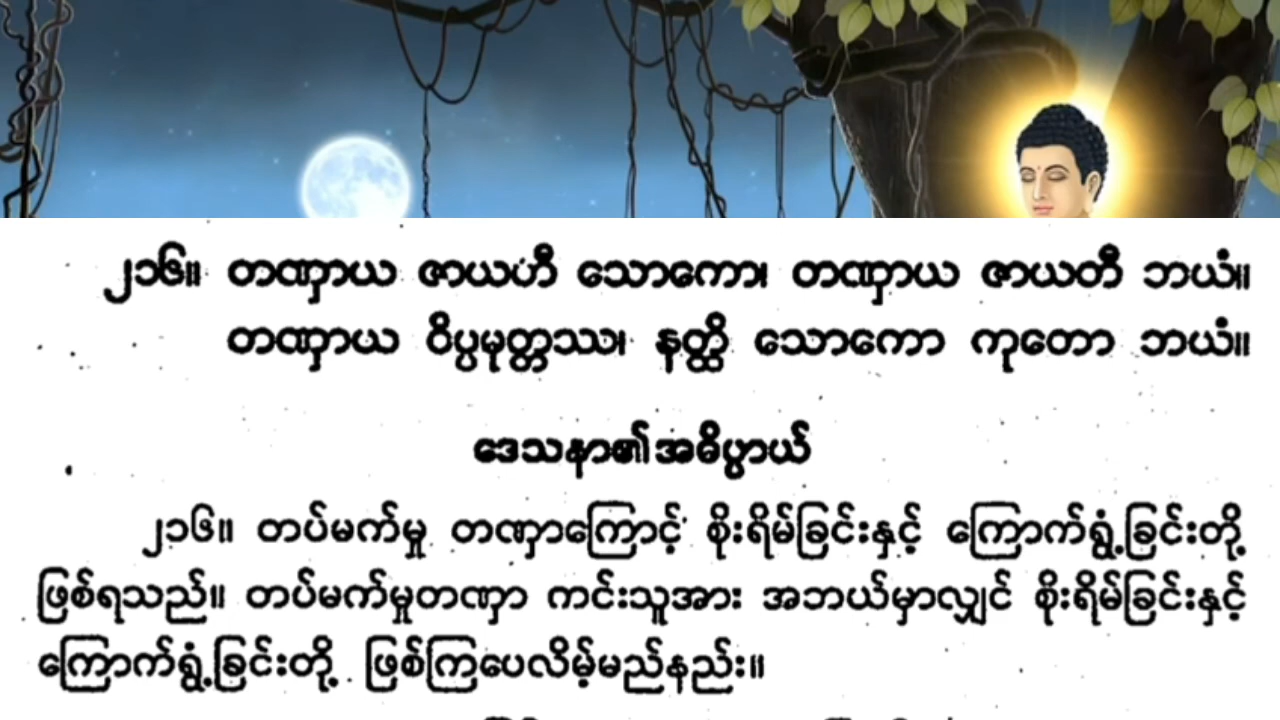 ၂၁၆။ တဏှာယ ဇာယတီ သောကော၊ တဏှာယ ဇာယတီ ဘယံ။
တဏှာယ ဝိပ္ပမုတ္တဿ၊ နတ္ထိ သောကော ကုတော ဘယံ။
ဒေသနာ၏အဓိပ္ပာယ်
၂၁၆။ တပ်မက်မှု တဏှာကြောင့် စိုးရိမ်ခြင်းနှင့် ကြောက်ရွံ့ခြင်းတို့
ဖြစ်ရသည်။ တပ်မက်မှုတဏှာ ကင်းသူအား အဘယ်မှာလျှင် စိုးရိမ်ခြင်းနှင့်
ကြောက်ရွံ့ခြင်းတို့ ဖြစ်ကြပေလိမ့်မည်နည်း။